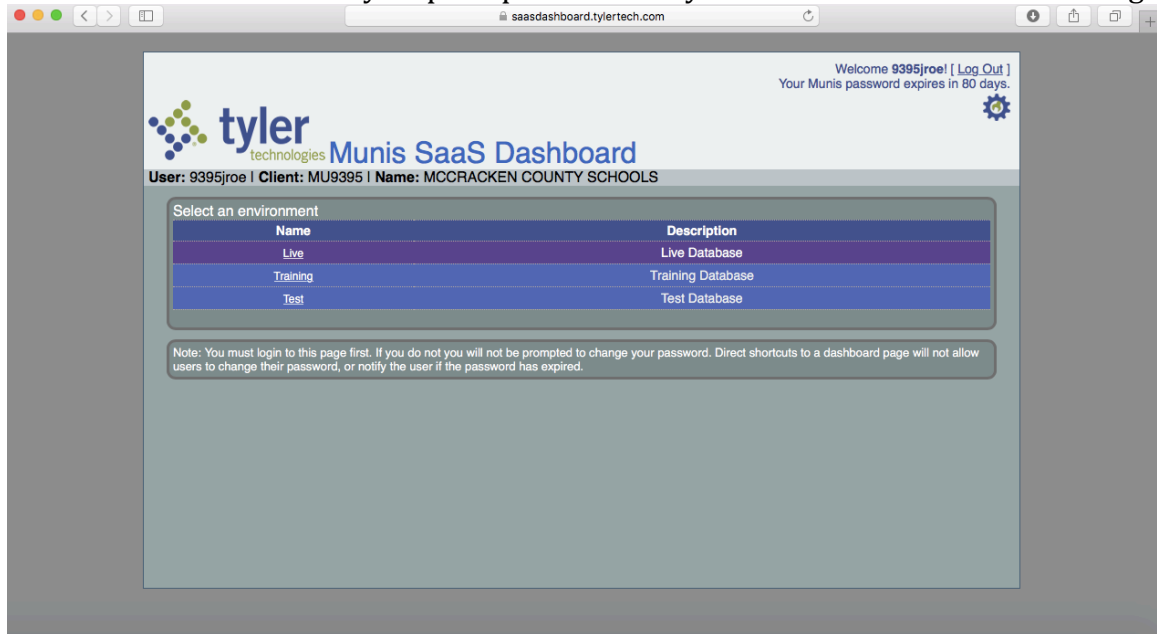 saasdashboard.tylertech.com
Welcome 9395jroe! [ Log Out ]
Your Munis password expires in 80 days.
tyler
technologies Munis SaaS Dashboard
User: 9395jroe | Client: MU9395 | Name: MCCRACKEN COUNTY SCHOOLS
Select an environment
Name Description
Live Live Database
Training Training Database
Test Test Database
Note: You must login to this page first. If you do not you will not be prompted to change your password. Direct shortcuts to a dashboard page will not allow
users to change their password, or notify the user if the password has expired.